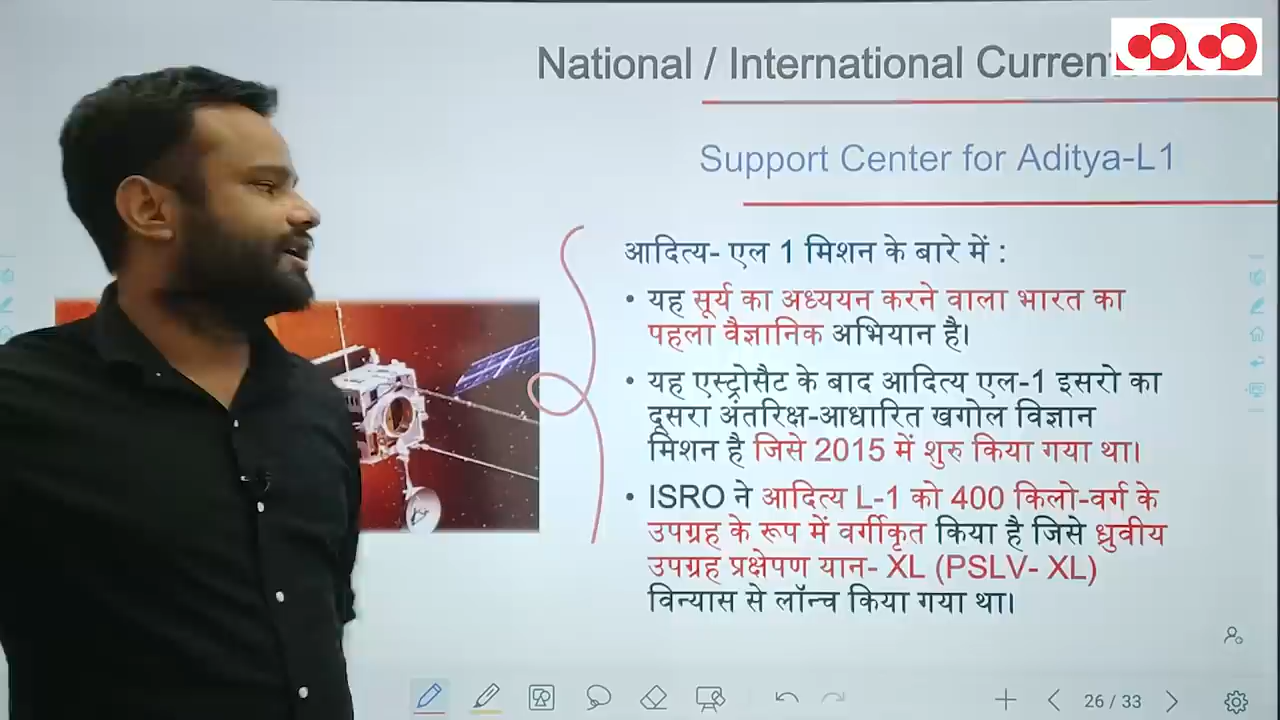 National / International Curren
Support Center for Aditya-L1
आदित्य- एल 1 मिशन के बारे में :
• यह सूर्य का अध्ययन करने वाला भारत का
पहला वैज्ञानिक अभियान है।
• यह एस्ट्रोसैट के बाद आदित्य एल-1 इसरो का
दूसरा अंतरिक्ष-आधारित खगोल विज्ञान
मिशन है जिसे 2015 में शुरु किया गया था।
• ISRO ने आदित्य L-1 को 400 किलो-वर्ग के
उपग्रह के रूप में वर्गीकृत किया है जिसे ध्रुवीय
उपग्रह प्रक्षेपण यान- XL (PSLV- XL)
विन्यास से लॉन्च किया गया था।
26 / 33